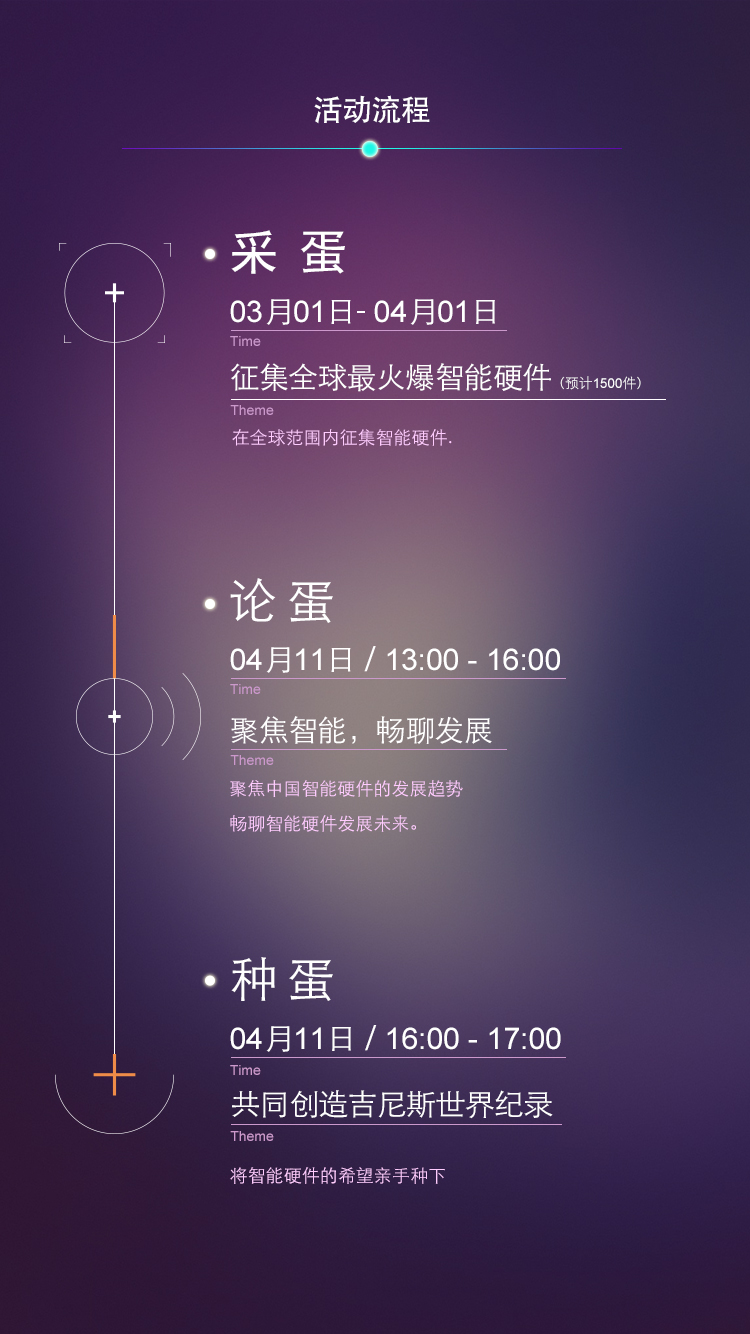 活动流程
采 蛋
03月01日- 04月01日
Time
征集全球最火爆智能硬件（预计1500件）
Theme
在全球范围内征集智能硬件.
论 蛋
04月11日 / 13:00 - 16:00
Time
聚焦智能，畅聊发展
Theme
聚焦中国智能硬件的发展趋势
畅聊智能硬件发展未来。
种 蛋
04月11日 / 16:00 - 17:00
Time
共同创造吉尼斯世界纪录
Theme
将智能硬件的希望亲手种下